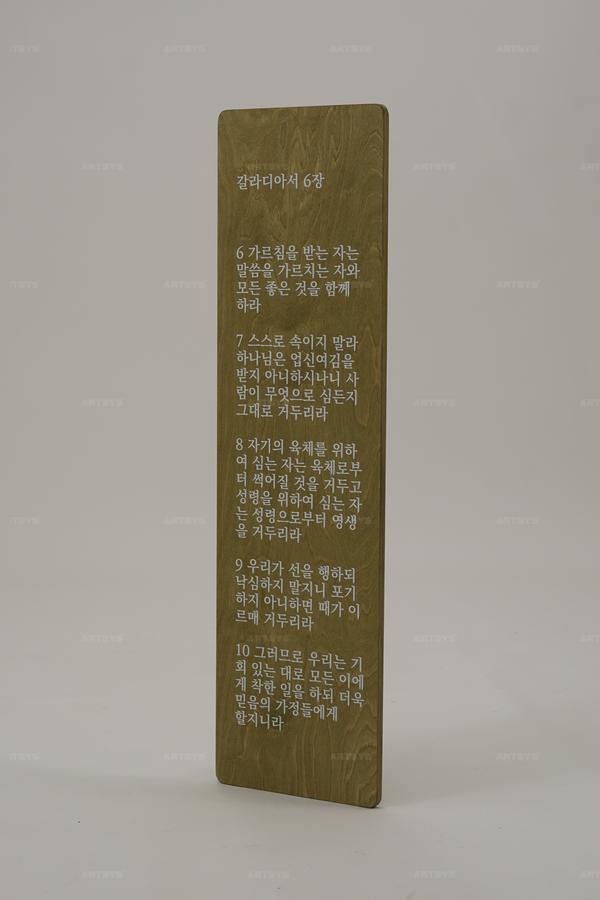 갈라디아서 6장
6 가르침을 받는 자는
말씀을 가르치는 자와
모든 좋은 것을 함께
하라
7 스스로 속이지 말라
하나님은 업신여김을
받지 아니하시나니 사
람이 무엇으로 심든지
그대로 거두리라
8 자기의 육체를 위하
여 심는 자는 육체로부
터 썩어질 것을 거두고
성령을 위하여 심는 자
는 성령으로부터 영생
을 거두리라
9 우리가 선을 행하되
낙심하지 말지니 포기
하지 아니하면 때가 이
르매 거두리라
10 그러므로 우리는 기
회 있는 대로 모든 이에
게 착한 일을 하되 더욱
믿음의 가정들에게
할지니라